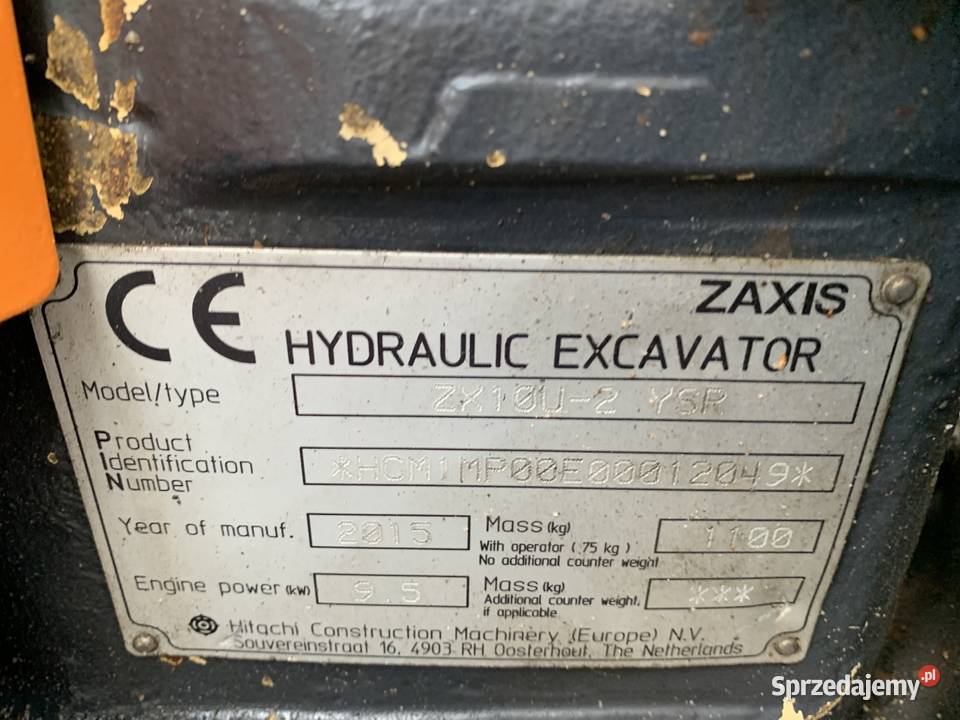 CE
ZAXIS
HYDRAULIC EXCAVATOR
Model/type ZX10U-2 YSR
Product
Identification
Number *HCM1MP00E00012049*
Year of manuf. 2015 Mass (kg) 1100
With operator (75 kg)
No additional counter weight
Engine power (kW) 9.5 Mass (kg) ***
Additional counter weight,
if applicable
Hitachi Construction Machinery (Europe) N.V.
Souvereinstraat 16, 4903 RH Oosterhout, The Netherlands
Sprzedajemy.pl